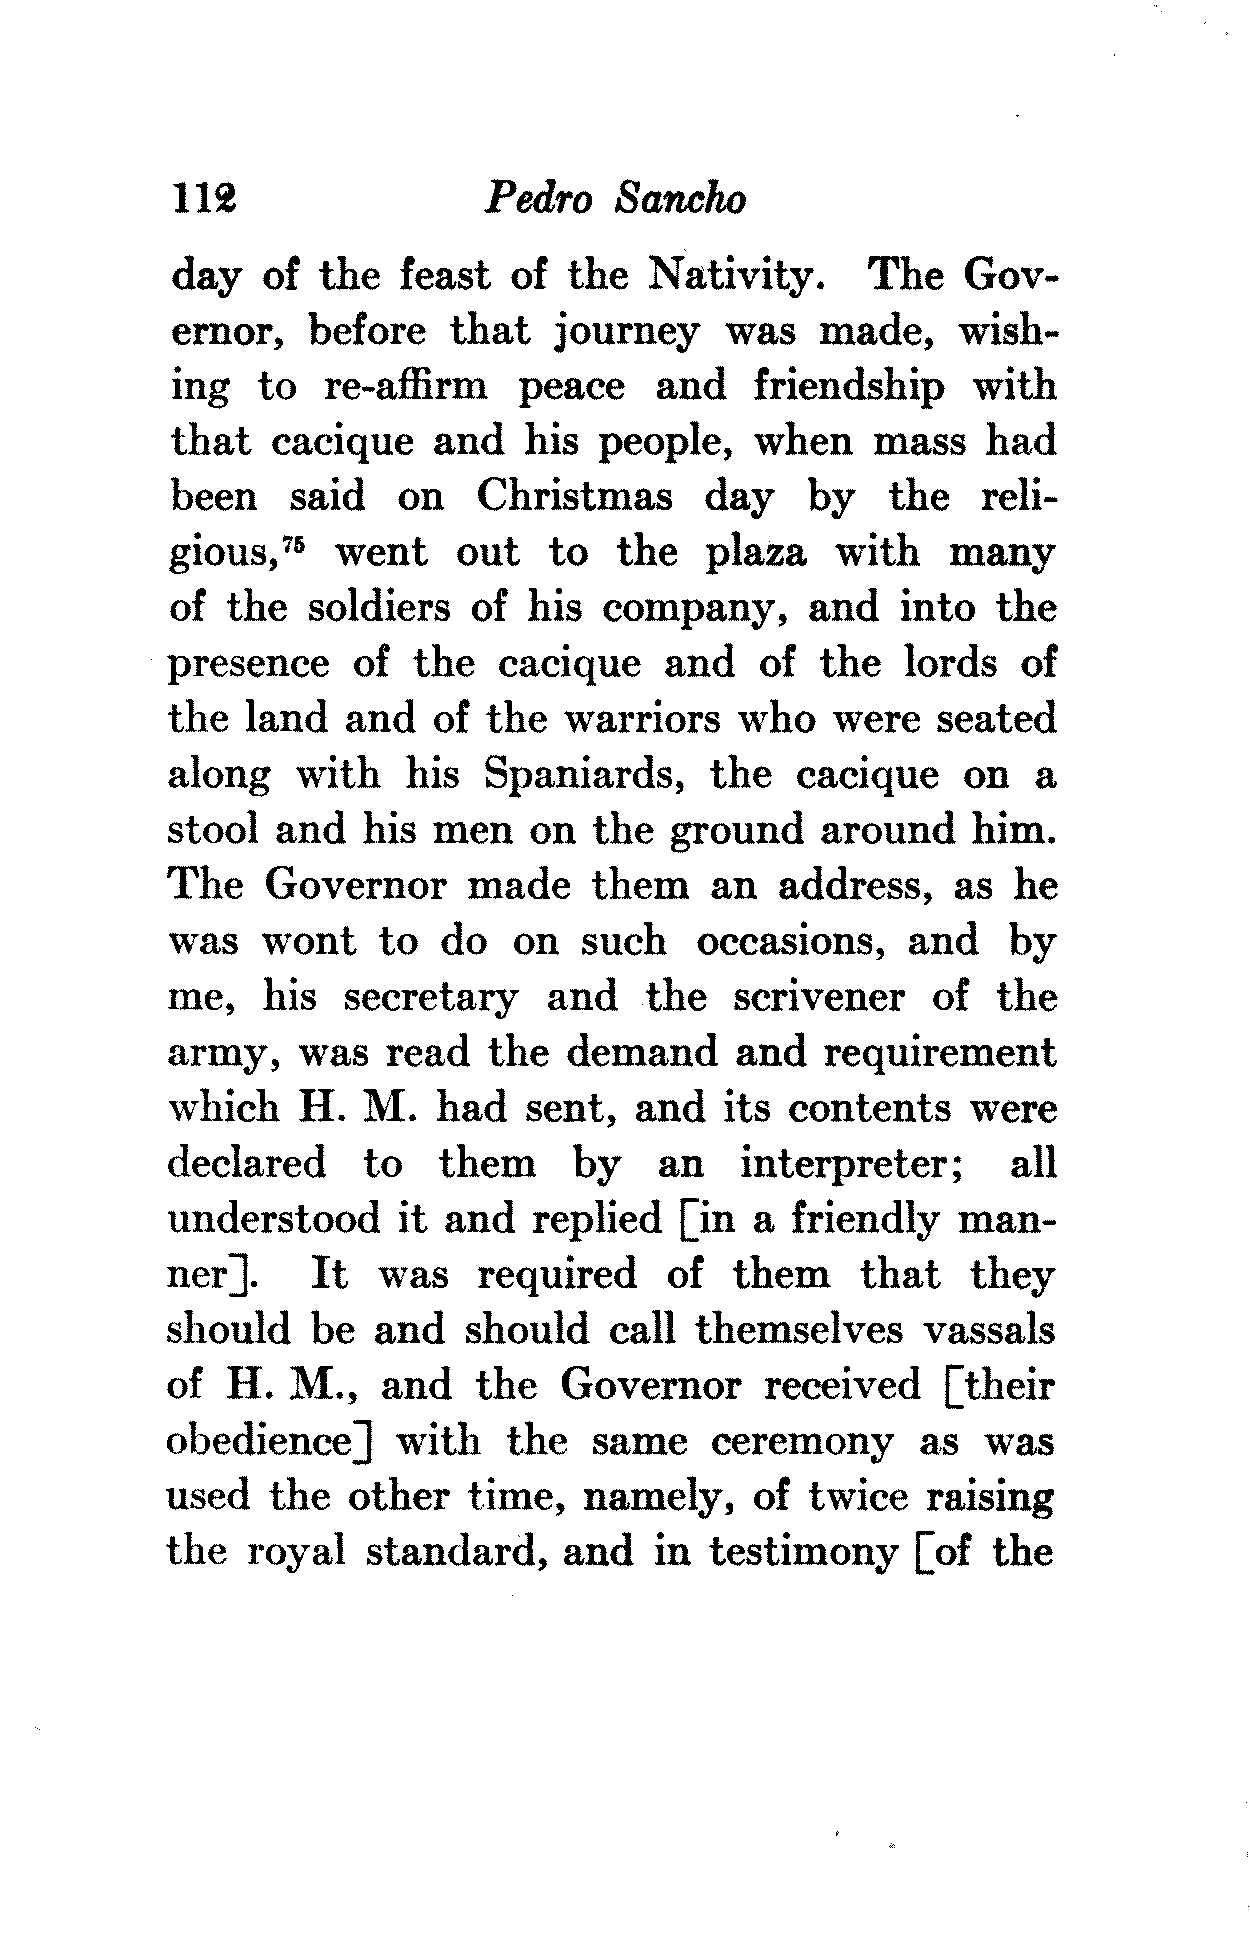 112 Pedro Sancho
day of the feast of the Nativity. The Gov-
ernor, before that journey was made, wish-
ing to re-affirm peace and friendship with
that cacique and his people, when mass had
been said on Christmas day by the reli-
gious,⁷⁵ went out to the plaza with many
of the soldiers of his company, and into the
presence of the cacique and of the lords of
the land and of the warriors who were seated
along with his Spaniards, the cacique on a
stool and his men on the ground around him.
The Governor made them an address, as he
was wont to do on such occasions, and by
me, his secretary and the scrivener of the
army, was read the demand and requirement
which H. M. had sent, and its contents were
declared to them by an interpreter; all
understood it and replied [in a friendly man-
ner]. It was required of them that they
should be and should call themselves vassals
of H. M., and the Governor received [their
obedience] with the same ceremony as was
used the other time, namely, of twice raising
the royal standard, and in testimony [of the